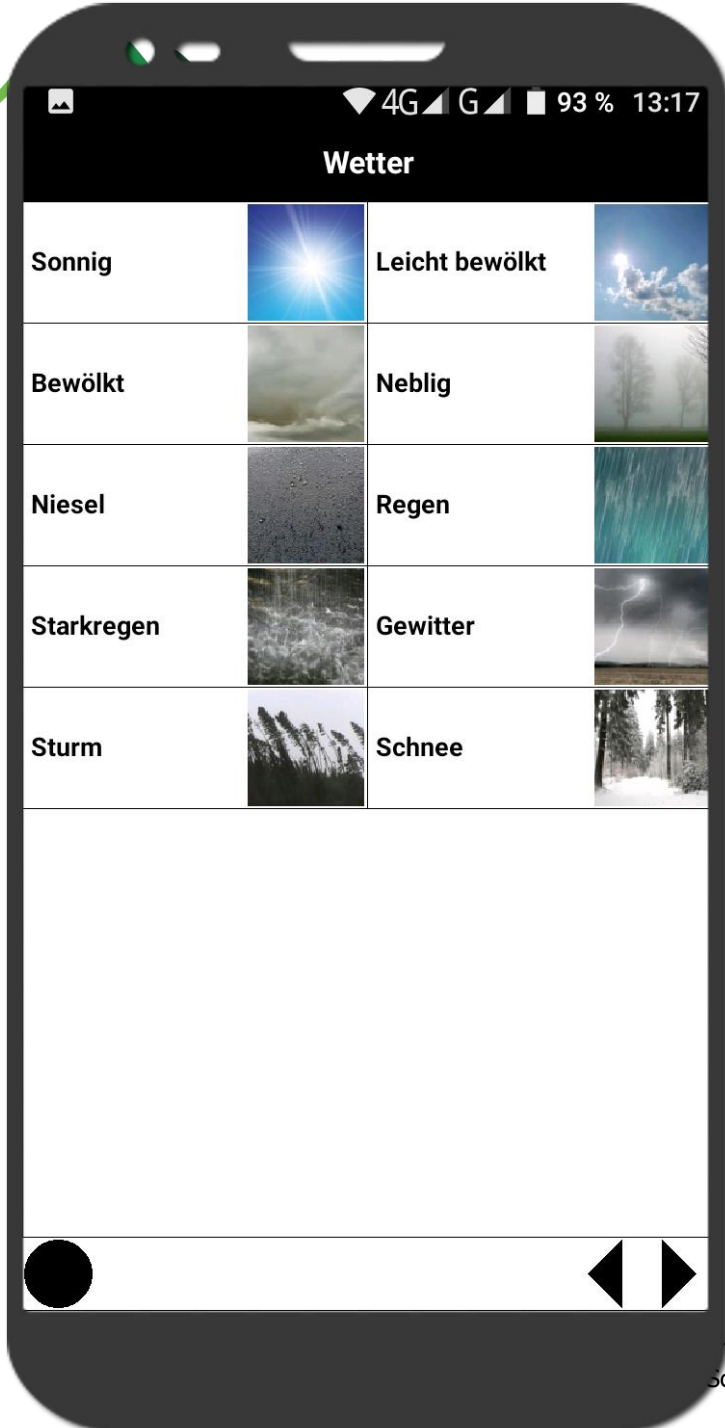 4G G 93 % 13:17
Wetter
Sonnig
Leicht bewölkt
Bewölkt
Neblig
Niesel
Regen
Starkregen
Gewitter
Sturm
Schnee